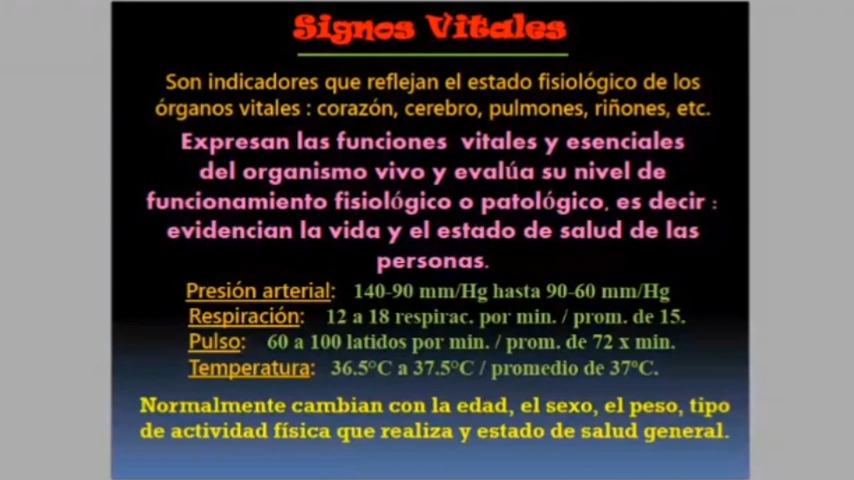 Signos Vitales
Son indicadores que reflejan el estado fisiológico de los
órganos vitales : corazón, cerebro, pulmones, riñones, etc.
Expresan las funciones vitales y esenciales
del organismo vivo y evalúa su nivel de
funcionamiento fisiológico o patológico, es decir :
evidencian la vida y el estado de salud de las
personas.
Presión arterial: 140-90 mm/Hg hasta 90-60 mm/Hg
Respiración: 12 a 18 respirac. por min. / prom. de 15.
Pulso: 60 a 100 latidos por min. / prom. de 72 x min.
Temperatura: 36.5°C a 37.5°C / promedio de 37°C.
Normalmente cambian con la edad, el sexo, el peso, tipo
de actividad física que realiza y estado de salud general.